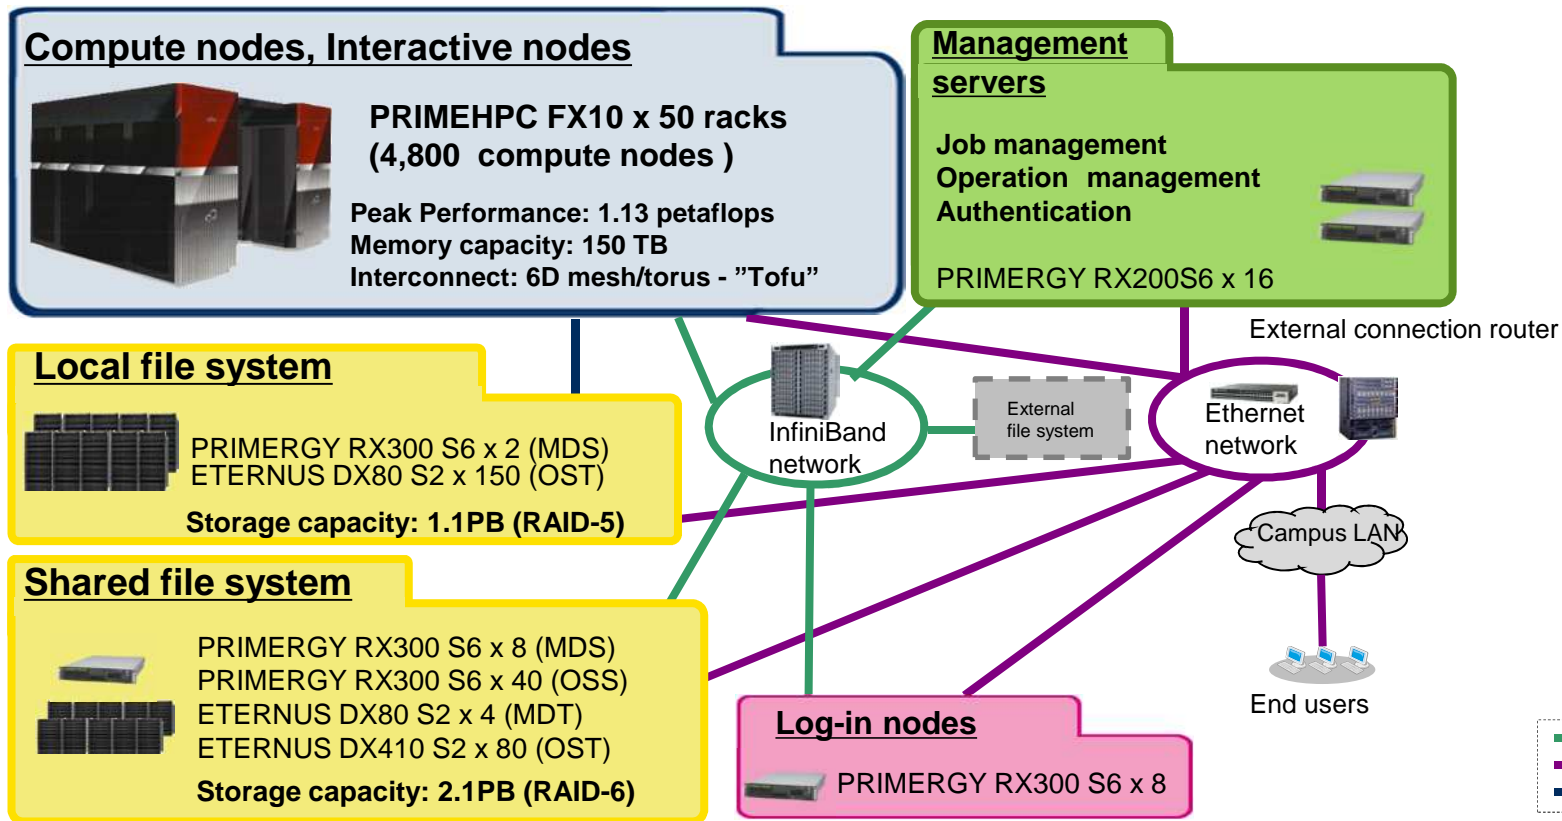 Compute nodes, Interactive nodes
PRIMEHPC FX10 x 50 racks
(4,800 compute nodes )
Peak Performance: 1.13 petaflops
Memory capacity: 150 TB
Interconnect: 6D mesh/torus - ”Tofu”
Management
servers
Job management
Operation management
Authentication
PRIMERGY RX200S6 x 16
External connection router
Local file system
PRIMERGY RX300 S6 x 2 (MDS)
ETERNUS DX80 S2 x 150 (OST)
Storage capacity: 1.1PB (RAID-5)
InfiniBand
network
External
file system
Ethernet
network
Campus LAN
End users
Shared file system
PRIMERGY RX300 S6 x 8 (MDS)
PRIMERGY RX300 S6 x 40 (OSS)
ETERNUS DX80 S2 x 4 (MDT)
ETERNUS DX410 S2 x 80 (OST)
Storage capacity: 2.1PB (RAID-6)
Log-in nodes
PRIMERGY RX300 S6 x 8